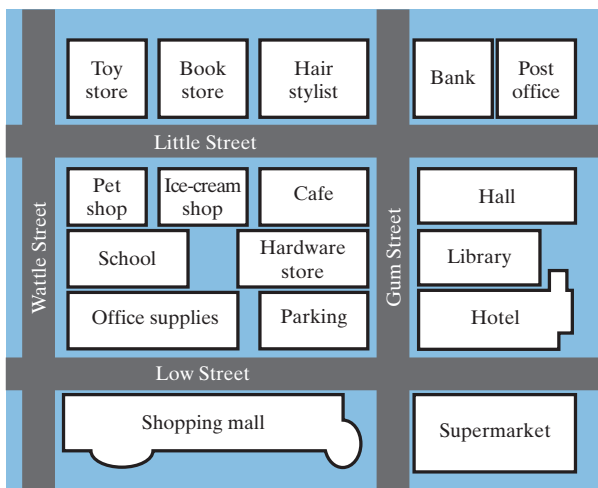 Toy
store
Book
store
Hair
stylist
Bank
Post
office
Little Street
Pet
shop
Ice-cream
shop
Cafe
Hall
Wattle Street
School
Hardware
store
Gum Street
Library
Office supplies
Parking
Hotel
Low Street
Shopping mall
Supermarket